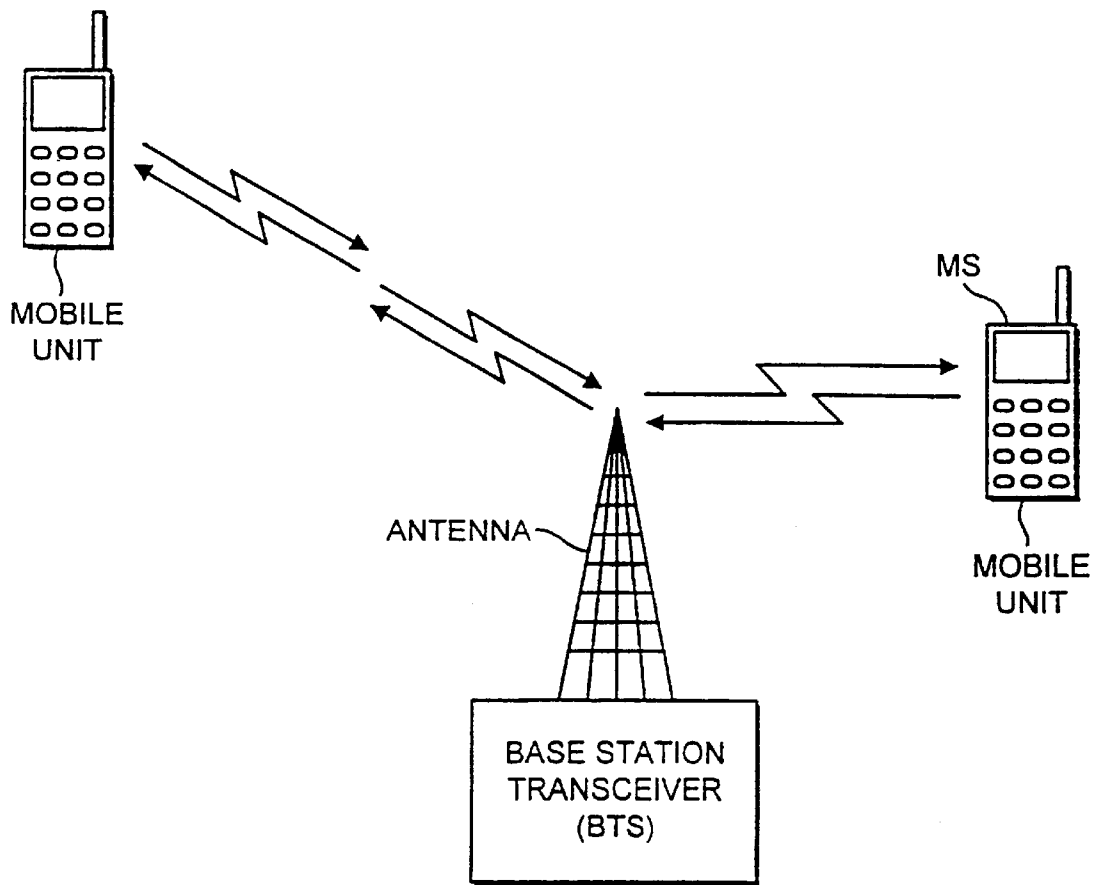 MOBILE
UNIT
MS
ANTENNA
MOBILE
UNIT
BASE STATION
TRANSCEIVER
(BTS)